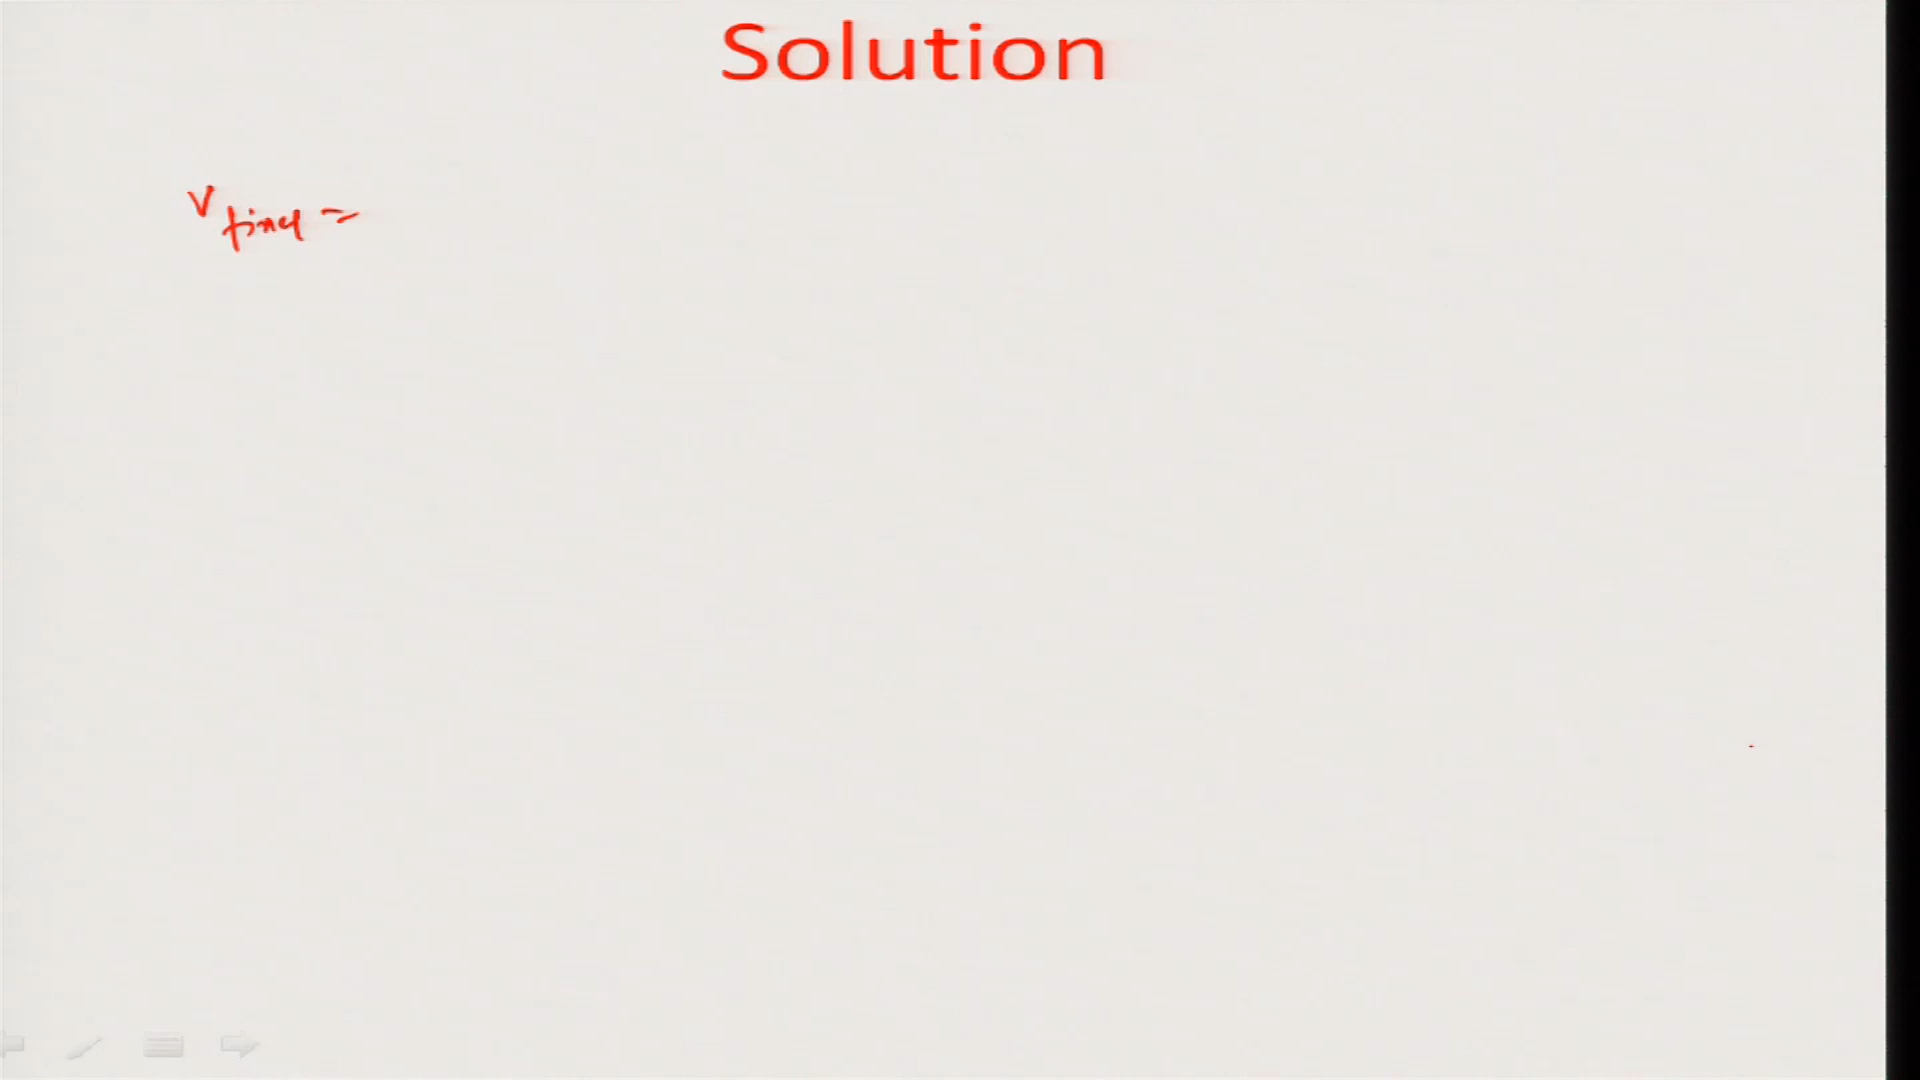 Solution
V final =